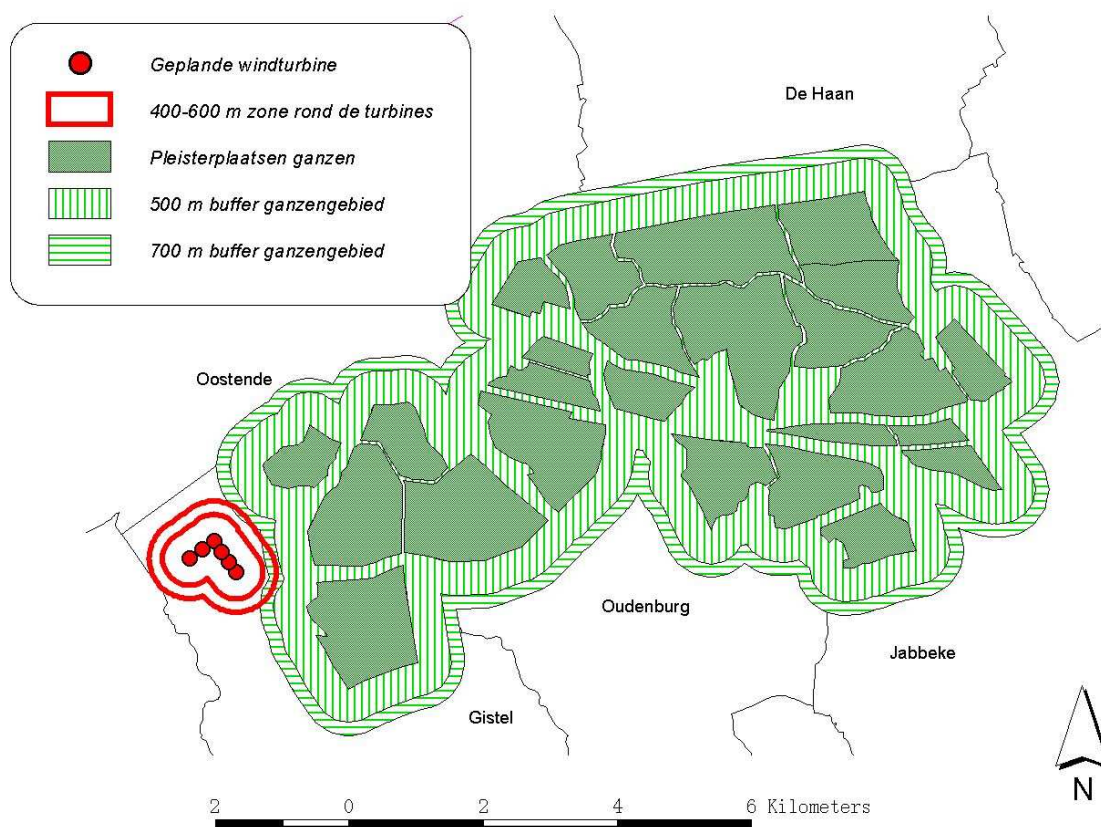 Geplande windturbine
400-600 m zone rond de turbines
Pleisterplaatsen ganzen
500 m buffer ganzengebied
700 m buffer ganzengebied
De Haan
Oostende
Oudenburg
Jabbeke
Gistel
N
2 0 2 4 6 Kilometers